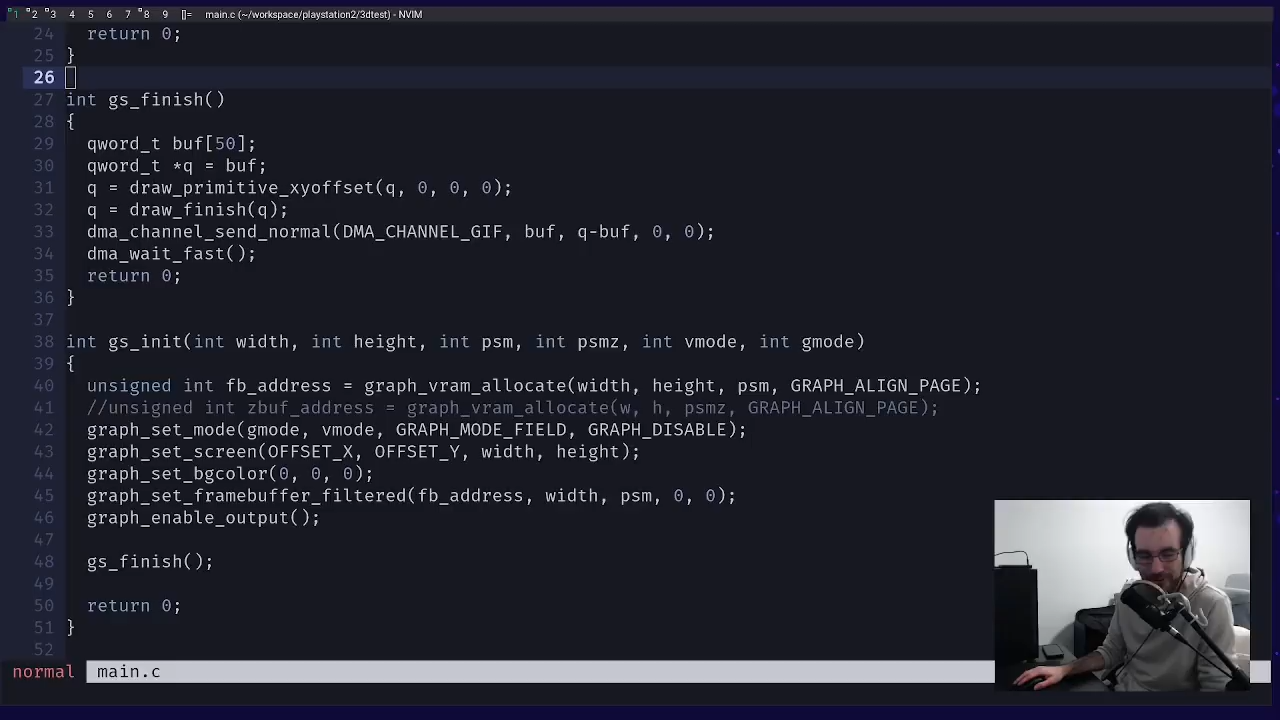 1 2 3 4 5 6 7 8 9 []= main.c (~/workspace/playstation2/3dtest) - NVIM
24 return 0;
25 }
26
27 int gs_finish()
28 {
29 qword_t buf[50];
30 qword_t *q = buf;
31 q = draw_primitive_xyoffset(q, 0, 0, 0);
32 q = draw_finish(q);
33 dma_channel_send_normal(DMA_CHANNEL_GIF, buf, q-buf, 0, 0);
34 dma_wait_fast();
35 return 0;
36 }
37
38 int gs_init(int width, int height, int psm, int psmz, int vmode, int gmode)
39 {
40 unsigned int fb_address = graph_vram_allocate(width, height, psm, GRAPH_ALIGN_PAGE);
41 //unsigned int zbuf_address = graph_vram_allocate(w, h, psmz, GRAPH_ALIGN_PAGE);
42 graph_set_mode(gmode, vmode, GRAPH_MODE_FIELD, GRAPH_DISABLE);
43 graph_set_screen(OFFSET_X, OFFSET_Y, width, height);
44 graph_set_bgcolor(0, 0, 0);
45 graph_set_framebuffer_filtered(fb_address, width, psm, 0, 0);
46 graph_enable_output();
47
48 gs_finish();
49
50 return 0;
51 }
52
normal main.c